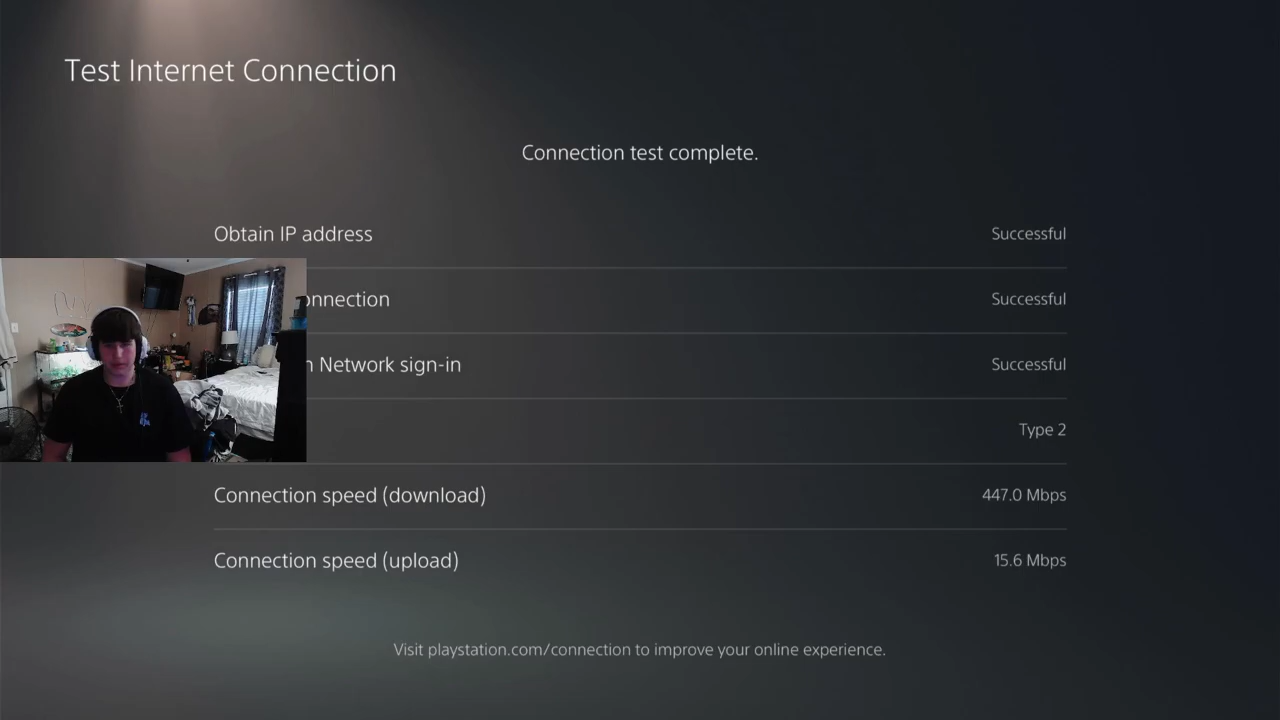 Test Internet Connection
Connection test complete.
Obtain IP address Successful
onnection Successful
n Network sign-in Successful
Type 2
Connection speed (download) 447.0 Mbps
Connection speed (upload) 15.6 Mbps
Visit playstation.com/connection to improve your online experience.